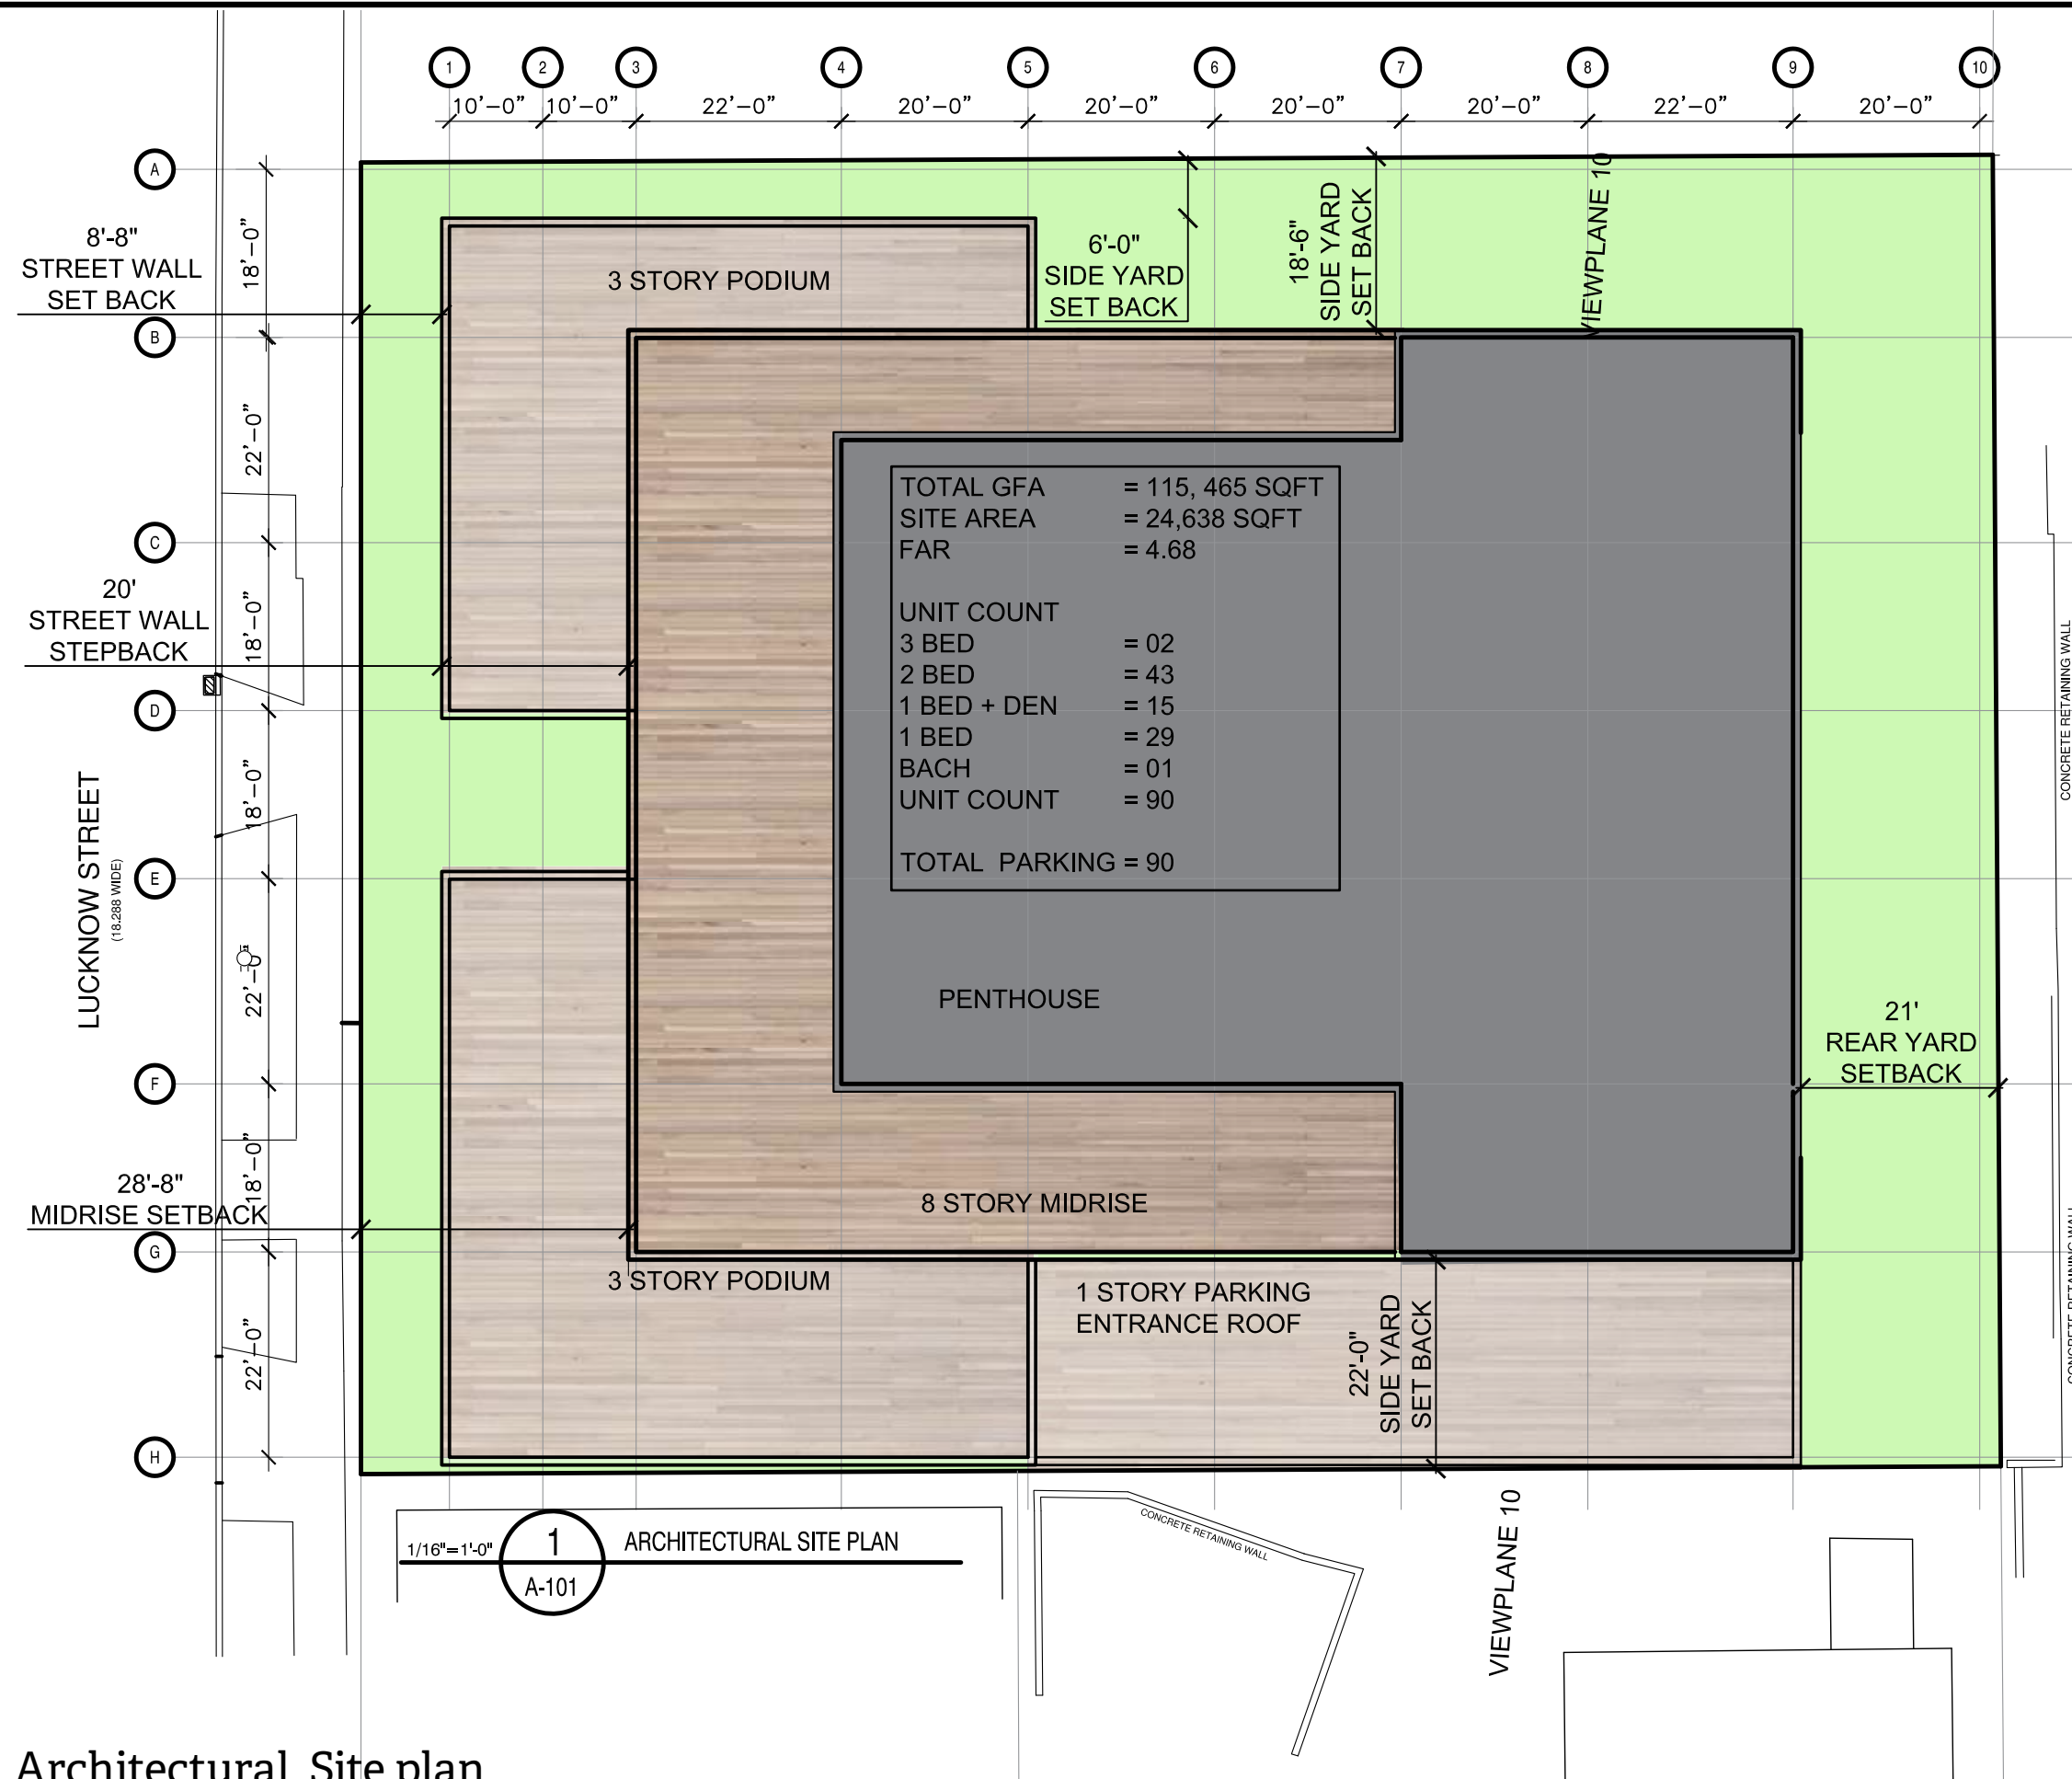 1 2 3 4 5 6 7 8 9 10
10'-0" 10'-0" 22'-0" 20'-0" 20'-0" 20'-0" 20'-0" 22'-0" 20'-0"
A
B
C
D
E
F
G
H
18'-0"
22'-0"
18'-0"
18'-0"
22'-0"
18'-0"
22'-0"
8'-8"
STREET WALL
SET BACK
20'
STREET WALL
STEPBACK
LUCKNOW STREET
(18.288 WIDE)
28'-8"
MIDRISE SETBACK
3 STORY PODIUM
6'-0"
SIDE YARD
SET BACK
18'-6"
SIDE YARD
SET BACK
VIEWPLANE 10
TOTAL GFA = 115, 465 SQFT
SITE AREA = 24,638 SQFT
FAR = 4.68
UNIT COUNT
3 BED = 02
2 BED = 43
1 BED + DEN = 15
1 BED = 29
BACH = 01
UNIT COUNT = 90
TOTAL PARKING = 90
PENTHOUSE
21'
REAR YARD
SETBACK
CONCRETE RETAINING WALL
CONCRETE RETAINING WALL
8 STORY MIDRISE
3 STORY PODIUM
1 STORY PARKING
ENTRANCE ROOF
22'-0"
SIDE YARD
SET BACK
1/16"=1'-0"
1
A-101
ARCHITECTURAL SITE PLAN
CONCRETE RETAINING WALL
VIEWPLANE 10
Architectural Site plan